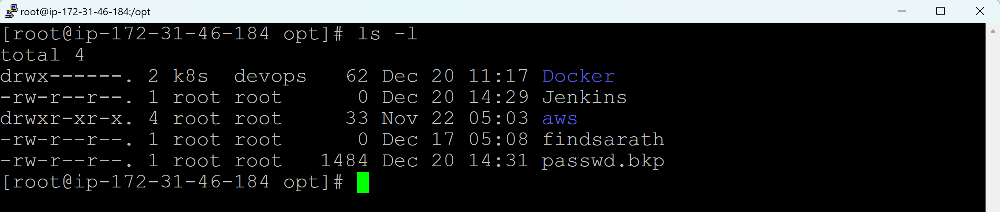 root@ip-172-31-46-184:/opt
[root@ip-172-31-46-184 opt]# ls -l
total 4
drwx------. 2 k8s  devops   62 Dec 20 11:17 Docker
-rw-r--r--. 1 root root      0 Dec 20 14:29 Jenkins
drwxr-xr-x. 4 root root     33 Nov 22 05:03 aws
-rw-r--r--. 1 root root      0 Dec 17 05:08 findsarath
-rw-r--r--. 1 root root   1484 Dec 20 14:31 passwd.bkp
[root@ip-172-31-46-184 opt]#